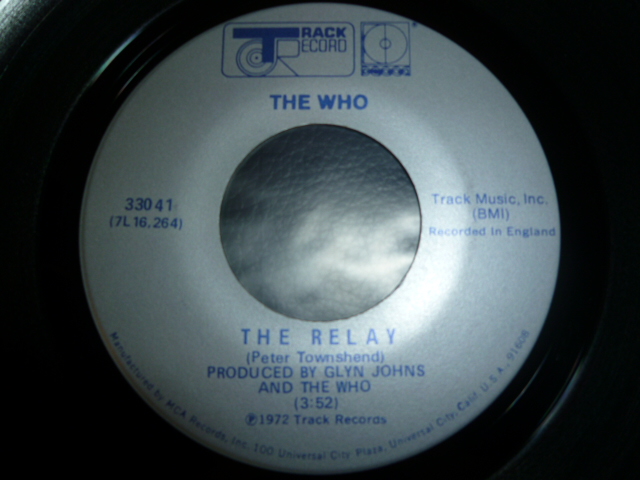 TRACK
RECORD
THE WHO
33041
(7L 16,264)
Track Music, Inc.
(BMI)
Recorded in England
THE RELAY
(Peter Townshend)
PRODUCED BY GLYN JOHNS
AND THE WHO
(3:52)
℗1972 Track Records
Manufactured by MCA Records, Inc. 100 Universal City Plaza, Universal City, Calif. U.S.A. 91608